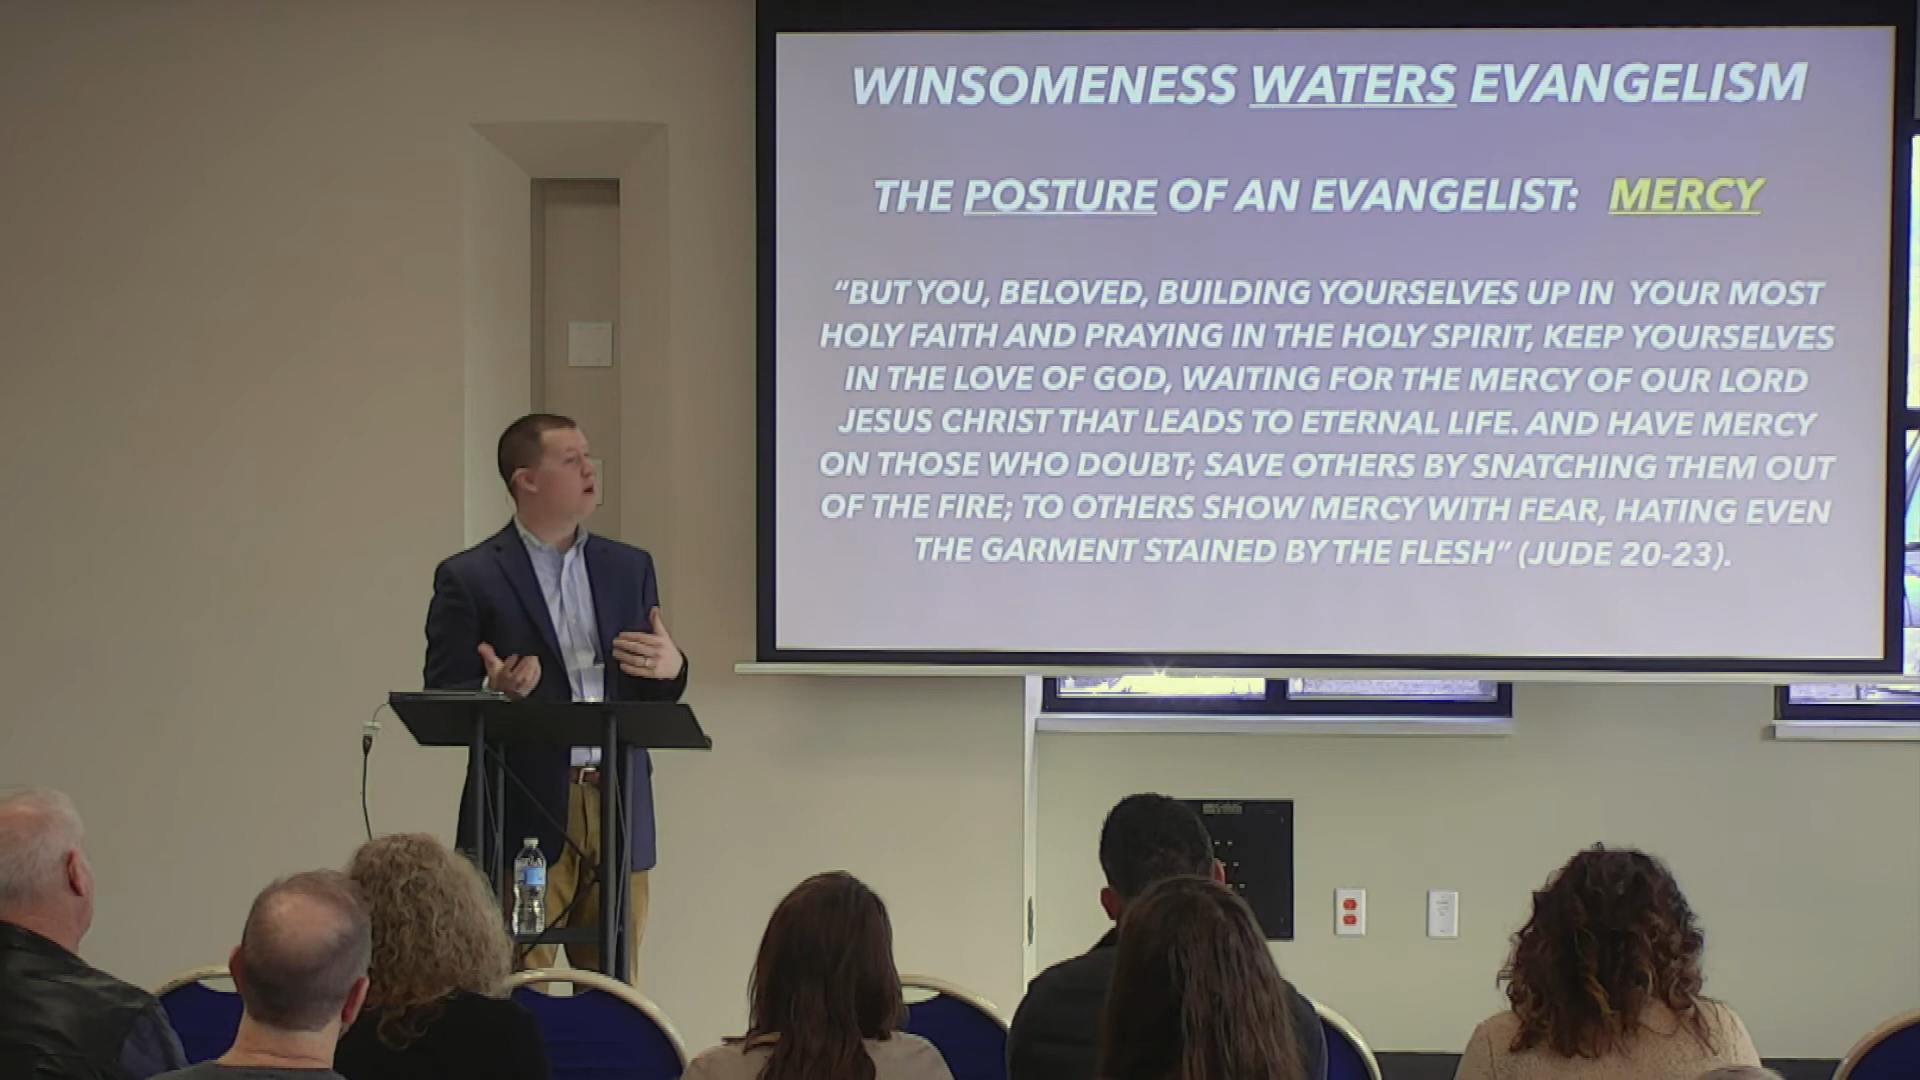 WINSOMENESS WATERS EVANGELISM
THE POSTURE OF AN EVANGELIST: MERCY
“BUT YOU, BELOVED, BUILDING YOURSELVES UP IN YOUR MOST
HOLY FAITH AND PRAYING IN THE HOLY SPIRIT, KEEP YOURSELVES
IN THE LOVE OF GOD, WAITING FOR THE MERCY OF OUR LORD
JESUS CHRIST THAT LEADS TO ETERNAL LIFE. AND HAVE MERCY
ON THOSE WHO DOUBT; SAVE OTHERS BY SNATCHING THEM OUT
OF THE FIRE; TO OTHERS SHOW MERCY WITH FEAR, HATING EVEN
THE GARMENT STAINED BY THE FLESH” (JUDE 20-23).